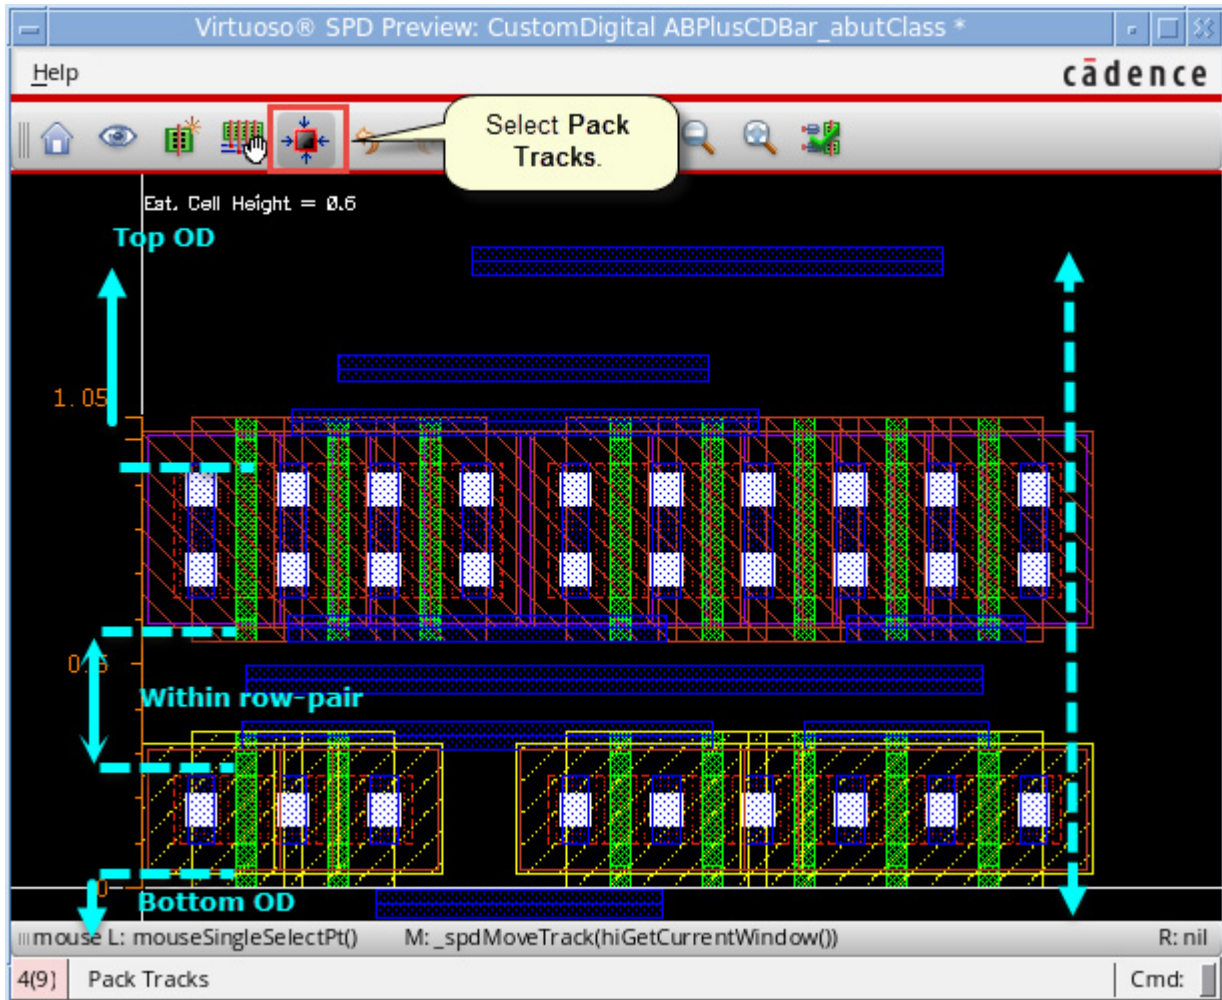 Virtuoso® SPD Preview: CustomDigital ABPlusCDBar_abutClass *
Help
cādence
Select Pack
Tracks.
Est. Cell Height = 0.6
Top OD
1.05
Within row-pair
0
Bottom OD
mouse L: mouseSingleSelectPt()
M: _spdMoveTrack(hiGetCurrentWindow())
R: nil
4(9)
Pack Tracks
Cmd: